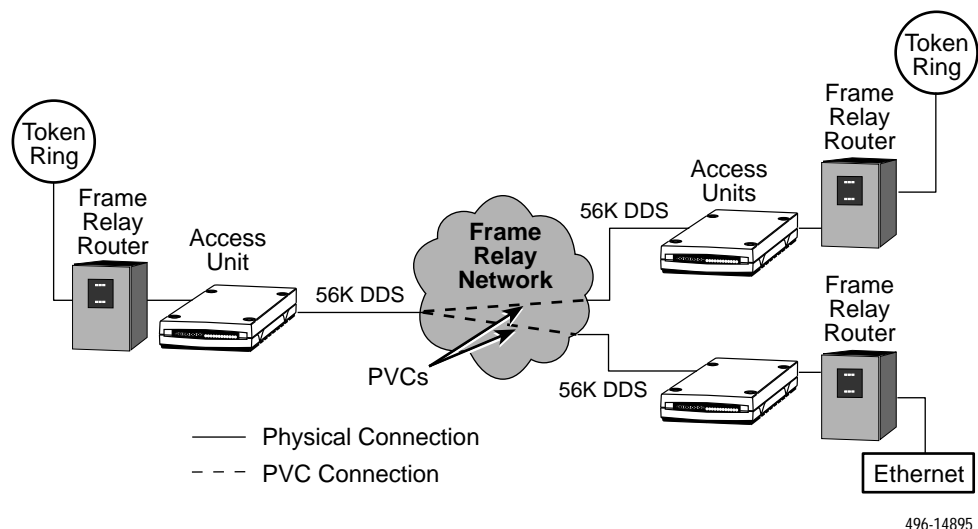 Token
Ring
Frame
Relay
Router
Access
Unit
56K DDS
Frame
Relay
Network
PVCs
56K DDS
Access
Units
Frame
Relay
Router
Token
Ring
56K DDS
Frame
Relay
Router
Ethernet
Physical Connection
PVC Connection
496-14895